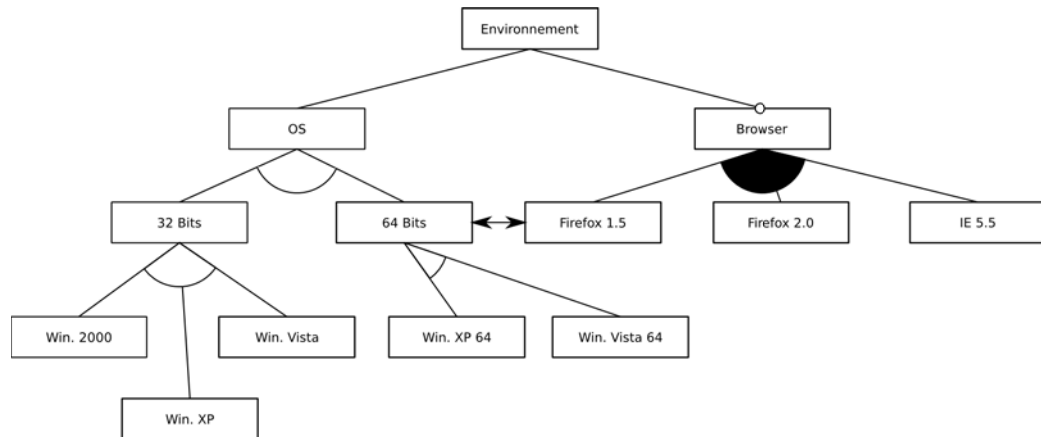 Environnement
OS
Browser
32 Bits
64 Bits
Firefox 1.5
Firefox 2.0
IE 5.5
Win. 2000
Win. Vista
Win. XP 64
Win. Vista 64
Win. XP